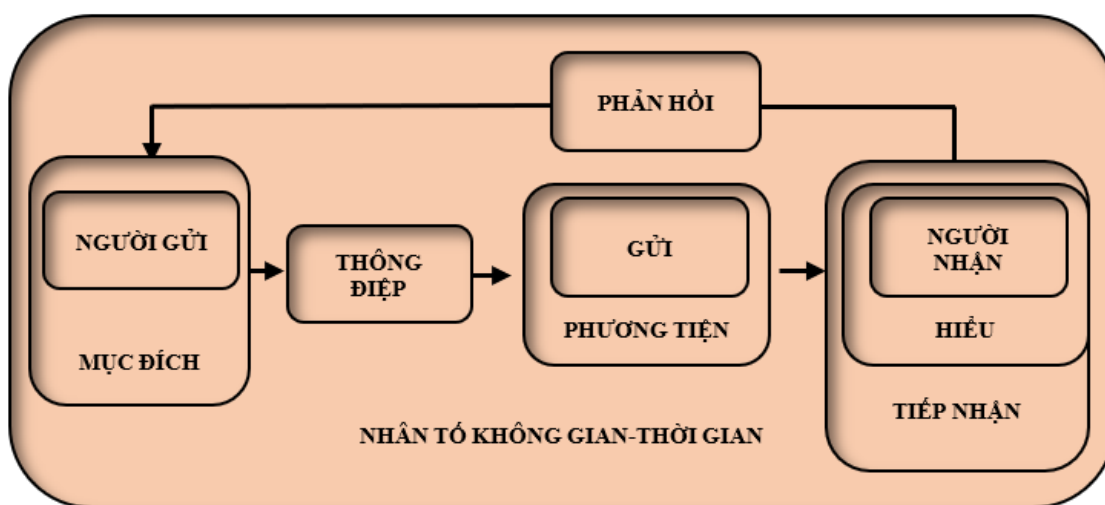 PHẢN HỒI
NGƯỜI GỬI
MỤC ĐÍCH
THÔNG
ĐIỆP
GỬI
PHƯƠNG TIỆN
NGƯỜI
NHẬN
HIỂU
TIẾP NHẬN
NHÂN TỐ KHÔNG GIAN-THỜI GIAN